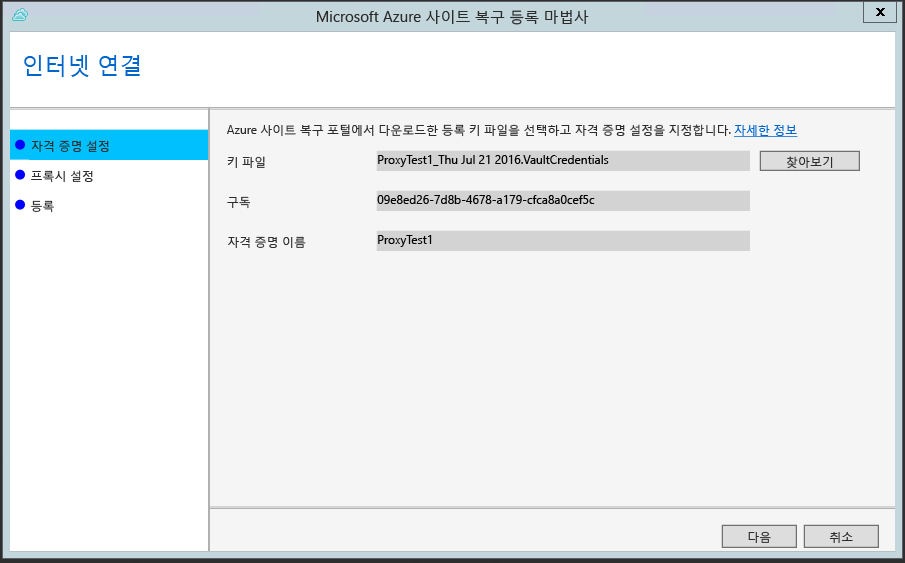 Microsoft Azure 사이트 복구 등록 마법사
x
인터넷 연결
자격 증명 설정
프록시 설정
등록
Azure 사이트 복구 포털에서 다운로드한 등록 키 파일을 선택하고 자격 증명 설정을 지정합니다. 자세한 정보
키 파일 ProxyTest1_Thu Jul 21 2016.VaultCredentials 찾아보기
구독 09e8ed26-7d8b-4678-a179-cfca8a0cef5c
자격 증명 이름 ProxyTest1
다음 취소